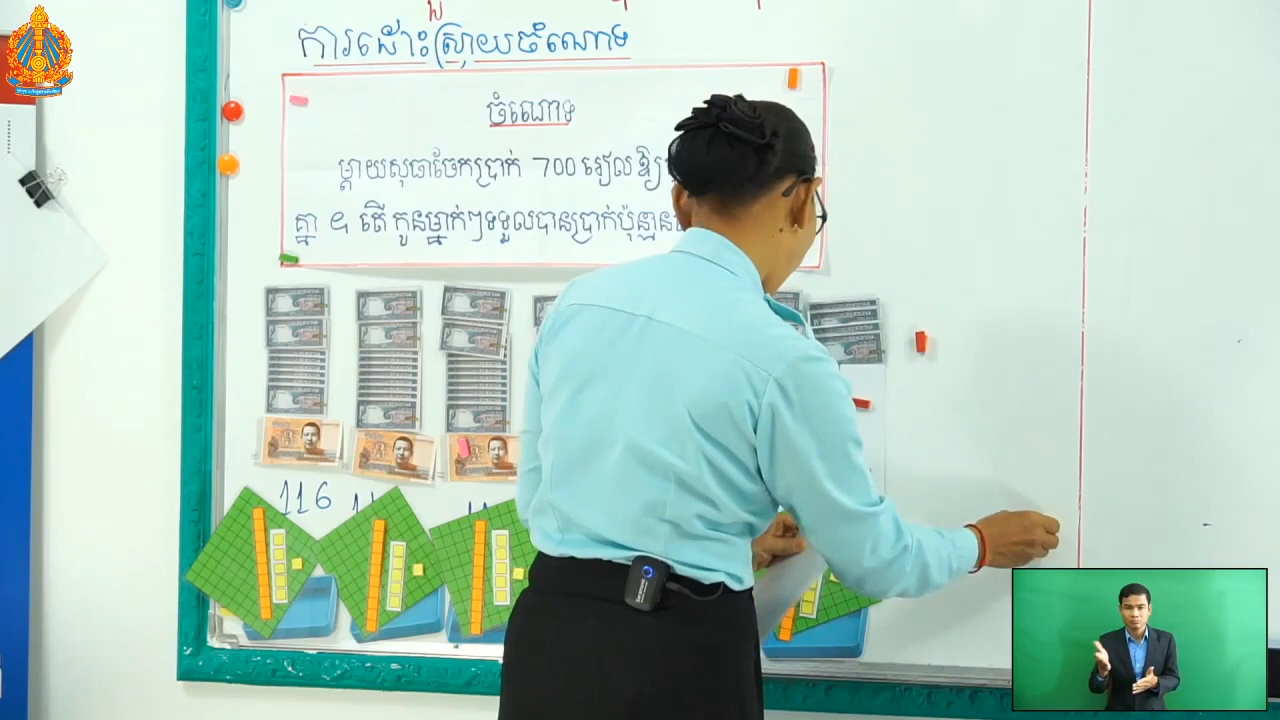 ការដោះស្រាយចំណោទ
ចំណោទ
ម្ដាយសុធាចែកប្រាក់ 700 រៀលឱ្យ
គ្នា ។ តើ កូនម្នាក់ៗទទួលបានប្រាក់ប៉ុន្មាន
116